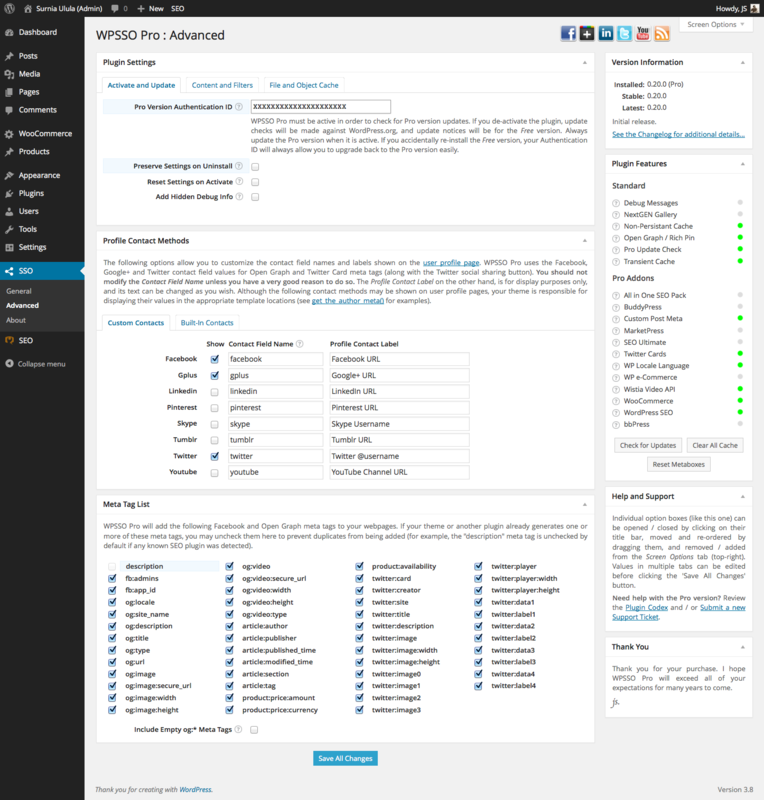 Surnia Ulula (Admin) 0 New SEO Howdy, JS
Screen Options
Dashboard
Posts
Media
Pages
Comments
WooCommerce
Products
Appearance
Plugins
Users
Tools
Settings
SSO
General
Advanced
About
SEO
Collapse menu
WPSSO Pro : Advanced
Plugin Settings
Activate and Update Content and Filters File and Object Cache
Pro Version Authentication ID XXXXXXXXXXXXXXXXXXXXX
WPSSO Pro must be active in order to check for Pro version updates. If you de-activate the plugin, update
checks will be made against WordPress.org, and update notices will be for the Free version. Always
update the Pro version when it is active. If you accidentally re-install the Free version, your Authentication
ID will always allow you to upgrade back to the Pro version easily.
Preserve Settings on Uninstall
Reset Settings on Activate
Add Hidden Debug Info
Profile Contact Methods
The following options allow you to customize the contact field names and labels shown on the user profile page. WPSSO Pro uses the Facebook,
Google+ and Twitter contact field values for Open Graph and Twitter Card meta tags (along with the Twitter social sharing button). You should not
modify the Contact Field Name unless you have a very good reason to do so. The Profile Contact Label on the other hand, is for display purposes only,
and its text can be changed as you wish. Although the following contact methods may be shown on user profile pages, your theme is responsible for
displaying their values in the appropriate template locations (see get_the_author_meta() for examples).
Custom Contacts Built-In Contacts
Show Contact Field Name Profile Contact Label
Facebook facebook Facebook URL
Gplus gplus Google+ URL
Linkedin linkedin LinkedIn URL
Pinterest pinterest Pinterest URL
Skype skype Skype Username
Tumblr tumblr Tumblr URL
Twitter twitter Twitter @username
Youtube youtube YouTube Channel URL
Meta Tag List
WPSSO Pro will add the following Facebook and Open Graph meta tags to your webpages. If your theme or another plugin already generates one or
more of these meta tags, you may uncheck them here to prevent duplicates from being added (for example, the "description" meta tag is unchecked by
default if any known SEO plugin was detected).
description og:video product:availability twitter:player
fb:admins og:video:secure_url twitter:card twitter:player:width
fb:app_id og:video:width twitter:creator twitter:player:height
og:locale og:video:height twitter:site twitter:data1
og:site_name og:video:type twitter:title twitter:label1
og:description article:author twitter:description twitter:data2
og:title article:publisher twitter:image twitter:label2
og:type article:published_time twitter:image:width twitter:data3
og:url article:modified_time twitter:image:height twitter:label3
og:image article:section twitter:image0 twitter:data4
og:image:secure_url article:tag twitter:image1 twitter:label4
og:image:width product:price:amount twitter:image2
og:image:height product:price:currency twitter:image3
Include Empty og:* Meta Tags
Save All Changes
Version Information
Installed: 0.20.0 (Pro)
Stable: 0.20.0
Latest: 0.20.0
Initial release.
See the Changelog for additional details...
Plugin Features
Standard
Debug Messages
NextGEN Gallery
Non-Persistant Cache
Open Graph / Rich Pin
Pro Update Check
Transient Cache
Pro Addons
All in One SEO Pack
BuddyPress
Custom Post Meta
MarketPress
SEO Ultimate
Twitter Cards
WP Locale Language
WP e-Commerce
Wistia Video API
WooCommerce
WordPress SEO
bbPress
Check for Updates Clear All Cache
Reset Metaboxes
Help and Support
Individual option boxes (like this one) can
be opened / closed by clicking on their
title bar, moved and re-ordered by
dragging them, and removed / added
from the Screen Options tab (top-right).
Values in multiple tabs can be edited
before clicking the 'Save All Changes'
button.
Need help with the Pro version? Review
the Plugin Codex and / or Submit a new
Support Ticket.
Thank You
Thank you for your purchase. I hope
WPSSO Pro will exceed all of your
expectations for many years to come.
js.
Thank you for creating with WordPress. Version 3.8